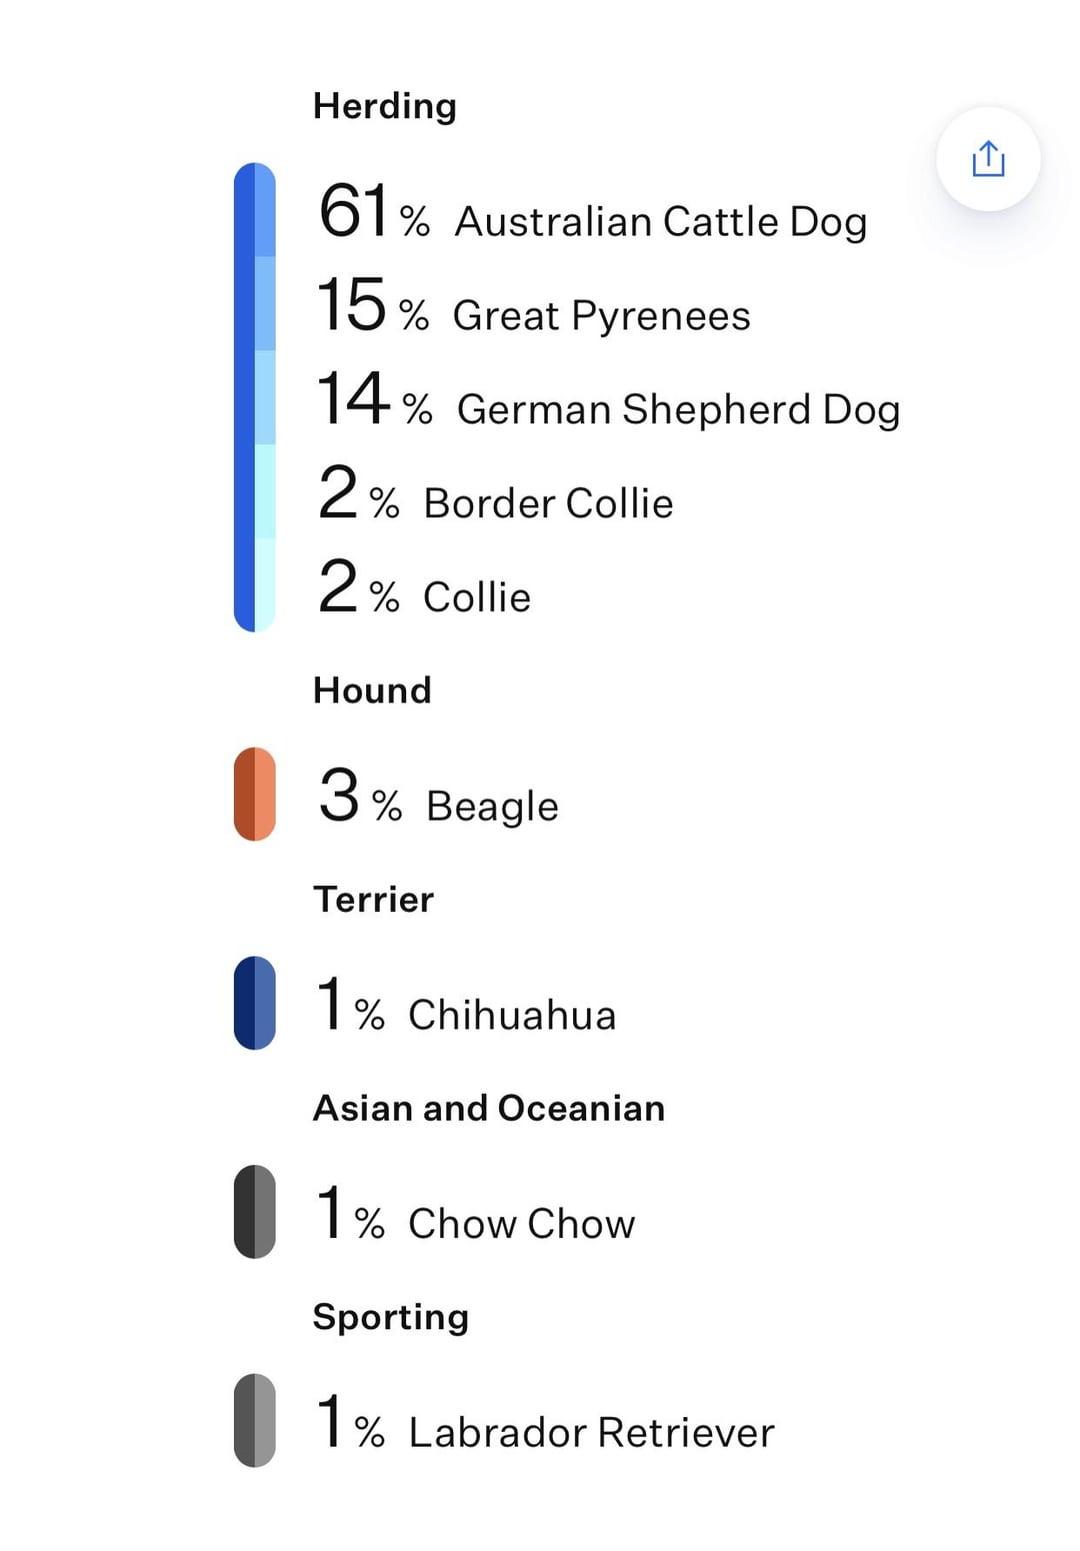 Herding
61 % Australian Cattle Dog
15 % Great Pyrenees
14 % German Shepherd Dog
2 % Border Collie
2 % Collie
Hound
3 % Beagle
Terrier
1 % Chihuahua
Asian and Oceanian
1 % Chow Chow
Sporting
1 % Labrador Retriever